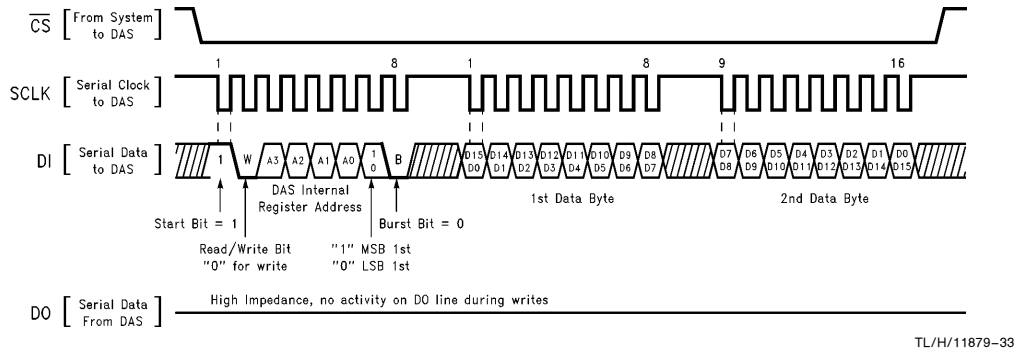 CS [ From System to DAS ]
1 8 1 8 9 16
SCLK [ Serial Clock to DAS ]
DI [ Serial Data to DAS ]
1 W A3 A2 A1 A0 1 0 B
D15 D14 D13 D12 D11 D10 D9 D8
D0 D1 D2 D3 D4 D5 D6 D7
D7 D6 D5 D4 D3 D2 D1 D0
D8 D9 D10 D11 D12 D13 D14 D15
DAS Internal
Register Address
1st Data Byte
2nd Data Byte
Start Bit = 1
Burst Bit = 0
Read/Write Bit
"0" for write
"1" MSB 1st
"0" LSB 1st
High Impedance, no activity on DO line during writes
DO [ Serial Data From DAS ]
TL/H/11879-33